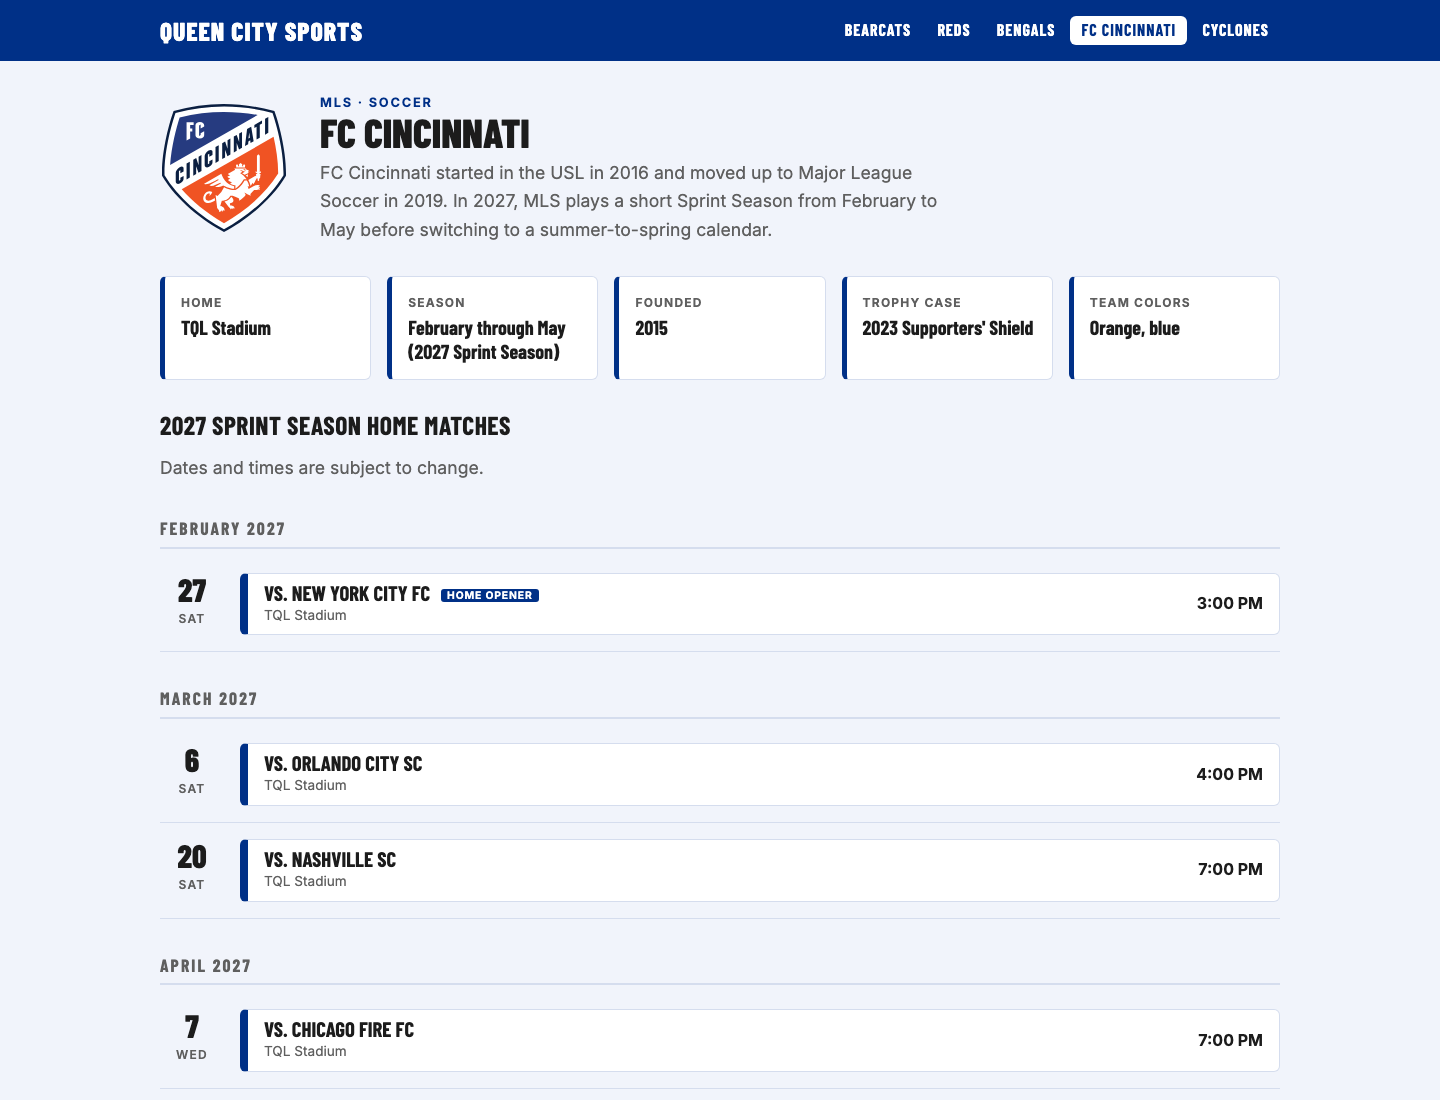 QUEEN CITY SPORTS
BEARCATS
REDS
BENGALS
FC CINCINNATI
CYCLONES
FC
CINCINNATI
MLS · SOCCER
FC CINCINNATI
FC Cincinnati started in the USL in 2016 and moved up to Major League
Soccer in 2019. In 2027, MLS plays a short Sprint Season from February to
May before switching to a summer-to-spring calendar.
HOME
TQL Stadium
SEASON
February through May
(2027 Sprint Season)
FOUNDED
2015
TROPHY CASE
2023 Supporters' Shield
TEAM COLORS
Orange, blue
2027 SPRINT SEASON HOME MATCHES
Dates and times are subject to change.
FEBRUARY 2027
27
SAT
VS. NEW YORK CITY FC HOME OPENER
TQL Stadium
3:00 PM
MARCH 2027
6
SAT
VS. ORLANDO CITY SC
TQL Stadium
4:00 PM
20
SAT
VS. NASHVILLE SC
TQL Stadium
7:00 PM
APRIL 2027
7
WED
VS. CHICAGO FIRE FC
TQL Stadium
7:00 PM